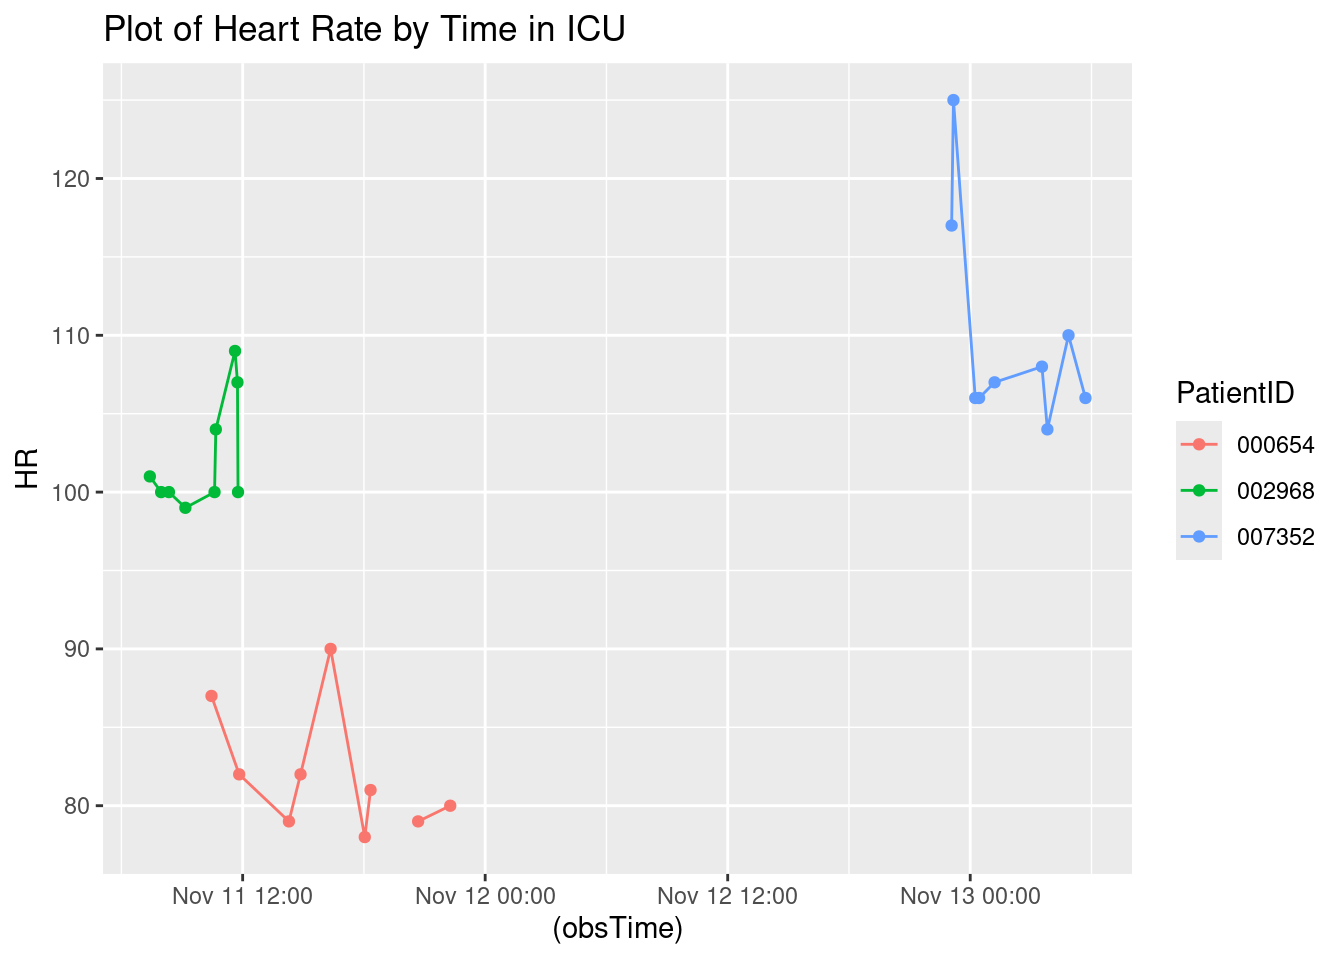 Plot of Heart Rate by Time in ICU
120
110
100
90
80
HR
Nov 11 12:00
Nov 12 00:00
Nov 12 12:00
Nov 13 00:00
(obsTime)
PatientID
000654
002968
007352